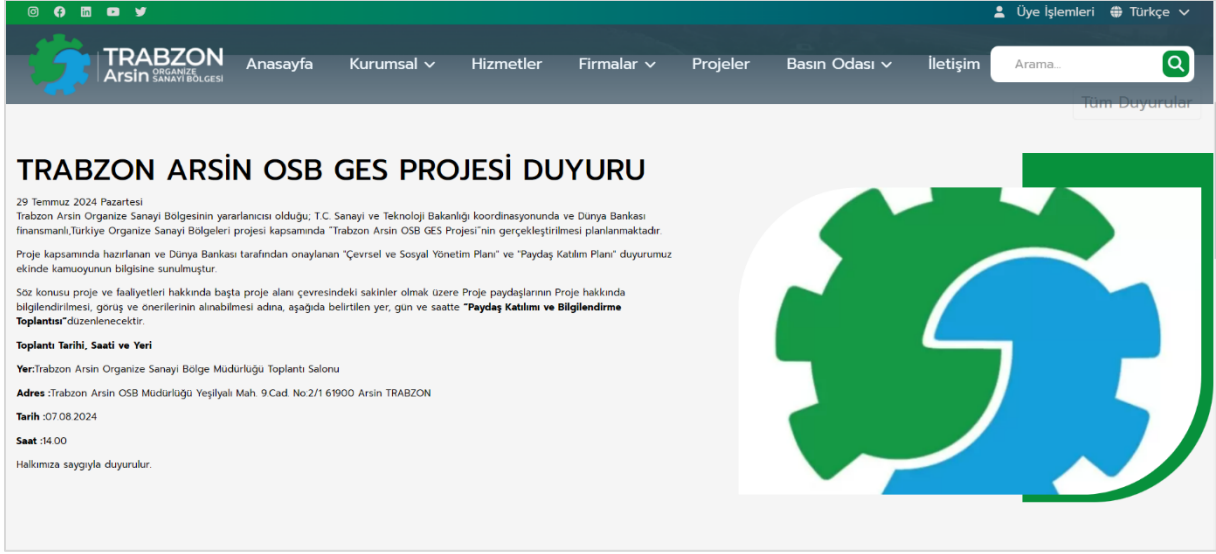 Üye İşlemleri Türkçe
TRABZON
Arsin ORGANİZE
SANAYİ BÖLGESİ
Anasayfa Kurumsal Hizmetler Firmalar Projeler Basın Odası İletişim Arama...
Tüm Duyurular
TRABZON ARSİN OSB GES PROJESİ DUYURU
29 Temmuz 2024 Pazartesi
Trabzon Arsin Organize Sanayi Bölgesinin yararlanıcısı olduğu; T.C. Sanayi ve Teknoloji Bakanlığı koordinasyonunda ve Dünya Bankası
finansmanlı,Türkiye Organize Sanayi Bölgeleri projesi kapsamında “Trabzon Arsin OSB GES Projesi”nin gerçekleştirilmesi planlanmaktadır.
Proje kapsamında hazırlanan ve Dünya Bankası tarafından onaylanan "Çevrsel ve Sosyal Yönetim Planı" ve "Paydaş Katılım Planı" duyurumuz
ekinde kamuoyunun bilgisine sunulmuştur.
Söz konusu proje ve faaliyetleri hakkında başta proje alanı çevresindeki sakinler olmak üzere Proje paydaşlarının Proje hakkında
bilgilendirilmesi, görüş ve önerilerinin alınabilmesi adına, aşağıda belirtilen yer, gün ve saatte “Paydaş Katılımı ve Bilgilendirme
Toplantısı”düzenlenecektir.
Toplantı Tarihi, Saati ve Yeri
Yer:Trabzon Arsin Organize Sanayi Bölge Müdürlüğü Toplantı Salonu
Adres :Trabzon Arsin OSB Müdürlüğü Yeşilyalı Mah. 9.Cad. No:2/1 61900 Arsin TRABZON
Tarih :07.08.2024
Saat :14.00
Halkımıza saygıyla duyurulur.